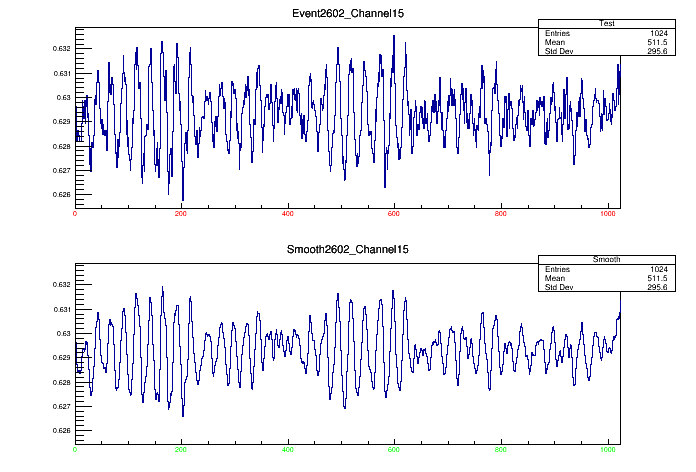 Event2602_Channel15
Test
Entries 1024
Mean 511.5
Std Dev 295.6
0.632
0.631
0.63
0.629
0.628
0.627
0.626
0 200 400 600 800 1000
Smooth2602_Channel15
Smooth
Entries 1024
Mean 511.5
Std Dev 295.6
0.632
0.631
0.63
0.629
0.628
0.627
0.626
0 200 400 600 800 1000